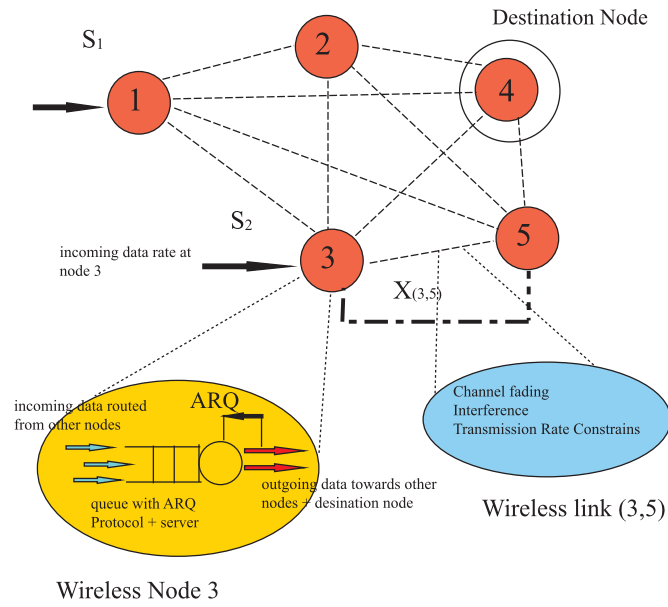 Destination Node
S1
2
1
4
S2
5
3
incoming data rate at
node 3
X(3,5)
ARQ
incoming data routed
from other nodes
Channel fading
Interference
Transmission Rate Constrains
outgoing data towards other
nodes + desination node
queue with ARQ
Protocol + server
Wireless link (3,5)
Wireless Node 3